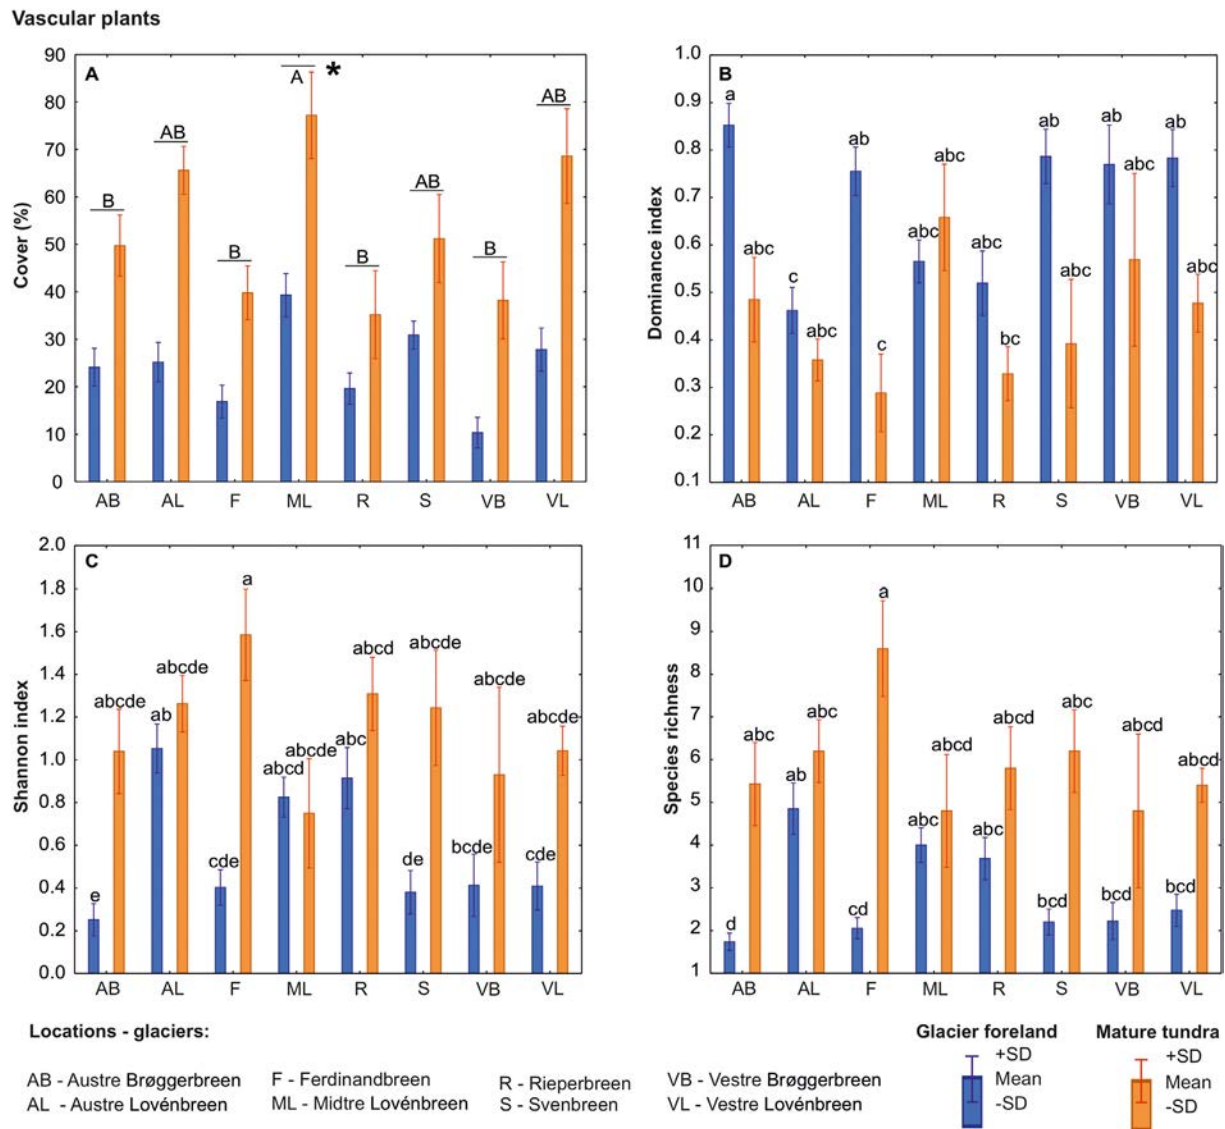 Vascular plants
A
Cover (%)
90
80
70
60
50
40
30
20
10
0
B
AB
B
A
*
B
AB
B
AB
AB AL F ML R S VB VL
B
Dominance index
1.0
0.9
0.8
0.7
0.6
0.5
0.4
0.3
0.2
0.1
a
abc
c
abc
ab
c
abc
abc
abc
bc
ab
abc
ab
abc
ab
abc
AB AL F ML R S VB VL
C
Shannon index
2.0
1.8
1.6
1.4
1.2
1.0
0.8
0.6
0.4
0.2
0.0
e
abcde
ab
abcde
cde
a
abcd
abcde
abc
abcd
de
abcde
bcde
abcde
cde
abcde
AB AL F ML R S VB VL
D
Species richness
11
10
9
8
7
6
5
4
3
2
1
d
abc
ab
abc
cd
a
abc
abcd
abc
abcd
bcd
abc
bcd
abcd
bcd
abcd
AB AL F ML R S VB VL
Locations - glaciers:
AB - Austre Brøggerbreen
AL - Austre Lovénbreen
F - Ferdinandbreen
ML - Midtre Lovénbreen
R - Rieperbreen
S - Svenbreen
VB - Vestre Brøggerbreen
VL - Vestre Lovénbreen
Glacier foreland
+SD
Mean
-SD
Mature tundra
+SD
Mean
-SD